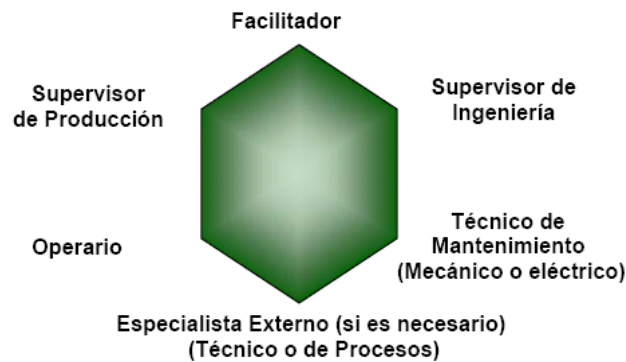 Facilitador
Supervisor
de Producción
Supervisor de
Ingeniería
Operario
Técnico de
Mantenimiento
(Mecánico o eléctrico)
Especialista Externo (si es necesario)
(Técnico o de Procesos)